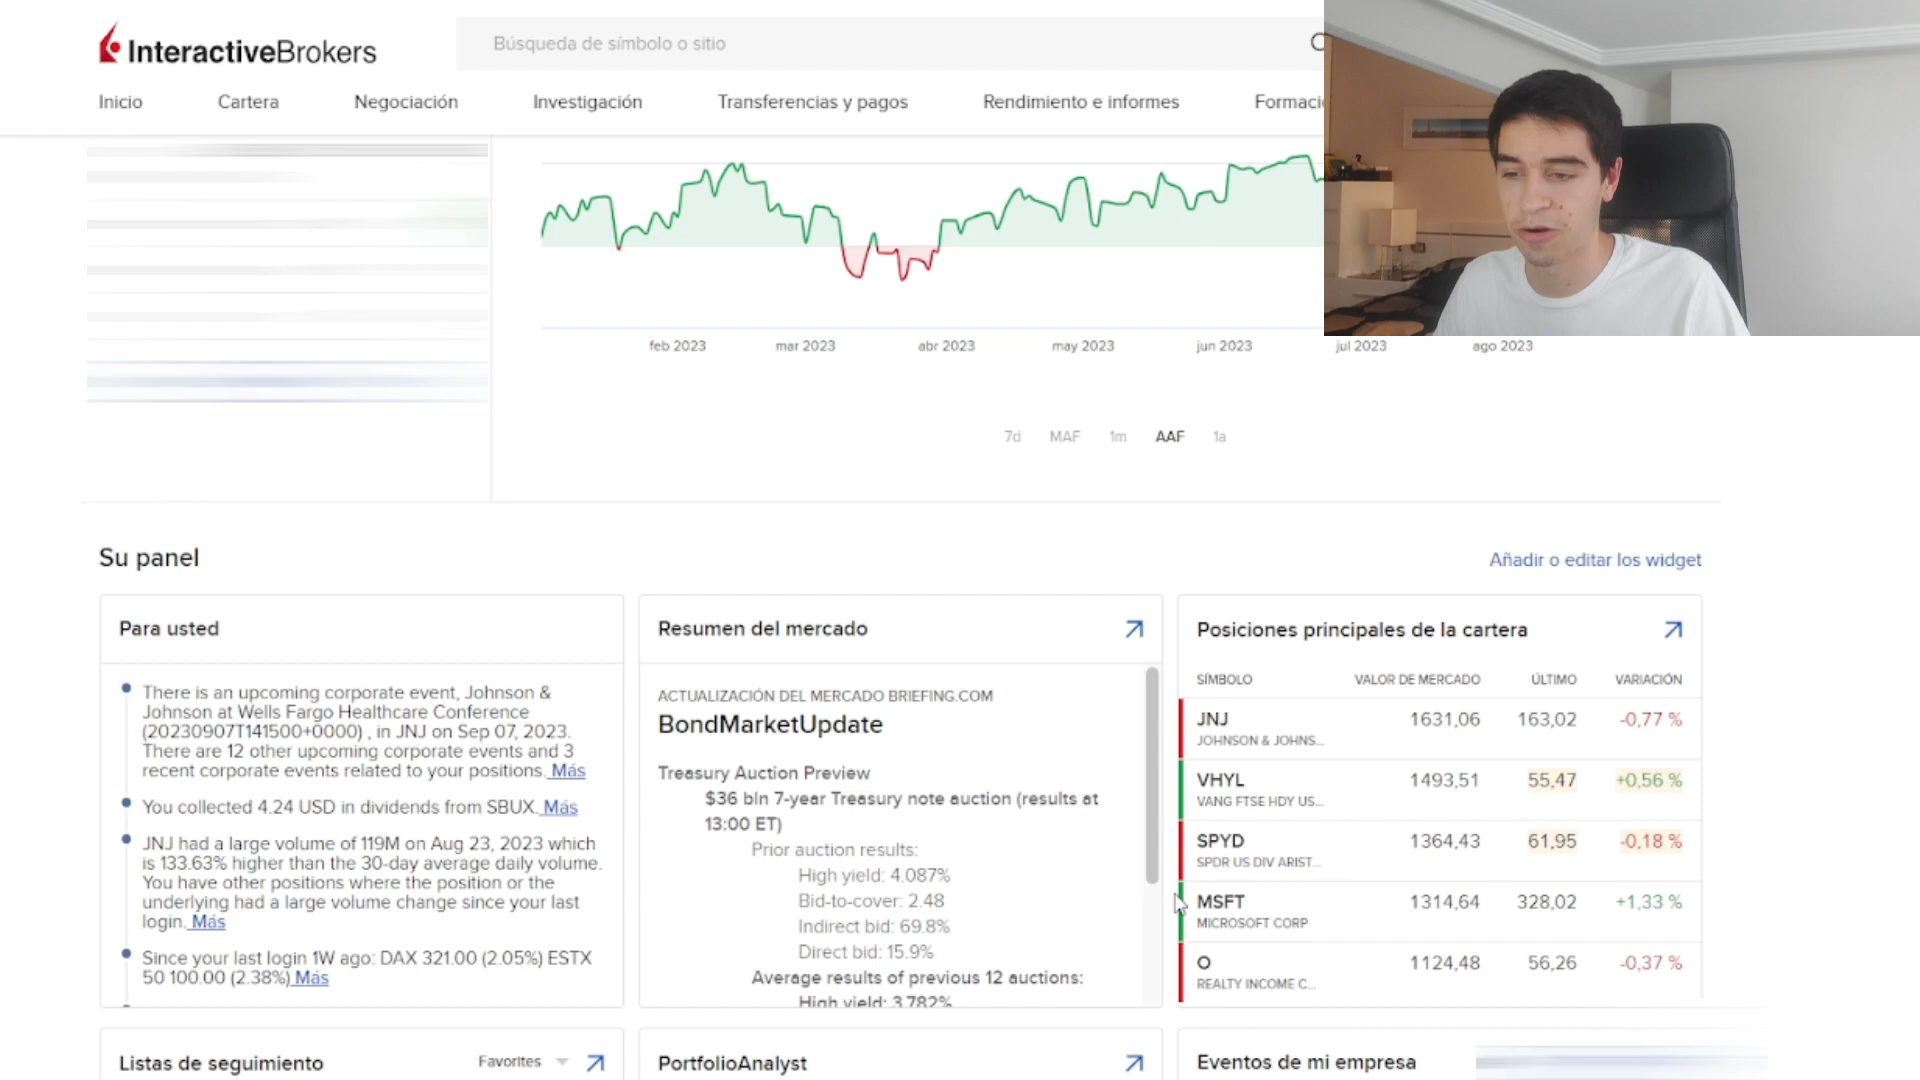 InteractiveBrokers
Búsqueda de símbolo o sitio
Inicio
Cartera
Negociación
Investigación
Transferencias y pagos
Rendimiento e informes
feb 2023
mar 2023
abr 2023
may 2023
jun 2023
jul 2023
ago 2023
7d
MAF
1m
AAF
1a
Su panel
Añadir o editar los widget
Para usted
There is an upcoming corporate event, Johnson &
Johnson at Wells Fargo Healthcare Conference
(20230907T141500+0000) , in JNJ on Sep 07, 2023.
There are 12 other upcoming corporate events and 3
recent corporate events related to your positions. Más
You collected 4.24 USD in dividends from SBUX. Más
JNJ had a large volume of 119M on Aug 23, 2023 which
is 133.63% higher than the 30-day average daily volume.
You have other positions where the position or the
underlying had a large volume change since your last
login. Más
Since your last login 1W ago: DAX 321.00 (2.05%) ESTX
50 100.00 (2.38%) Más
Resumen del mercado
ACTUALIZACIÓN DEL MERCADO BRIEFING.COM
BondMarketUpdate
Treasury Auction Preview
$36 bln 7-year Treasury note auction (results at
13:00 ET)
Prior auction results:
High yield: 4.087%
Bid-to-cover: 2.48
Indirect bid: 69.8%
Direct bid: 15.9%
Average results of previous 12 auctions:
High yield: 3.782%
Posiciones principales de la cartera
SÍMBOLO VALOR DE MERCADO ÚLTIMO VARIACIÓN
JNJ 1631,06 163,02 -0,77 %
JOHNSON & JOHNS...
VHYL 1493,51 55,47 +0,56 %
VANG FTSE HDY US...
SPYD 1364,43 61,95 -0,18 %
SPDR US DIV ARIST...
MSFT 1314,64 328,02 +1,33 %
MICROSOFT CORP
O 1124,48 56,26 -0,37 %
REALTY INCOME C...
Listas de seguimiento
Favorites
PortfolioAnalyst
Eventos de mi empresa